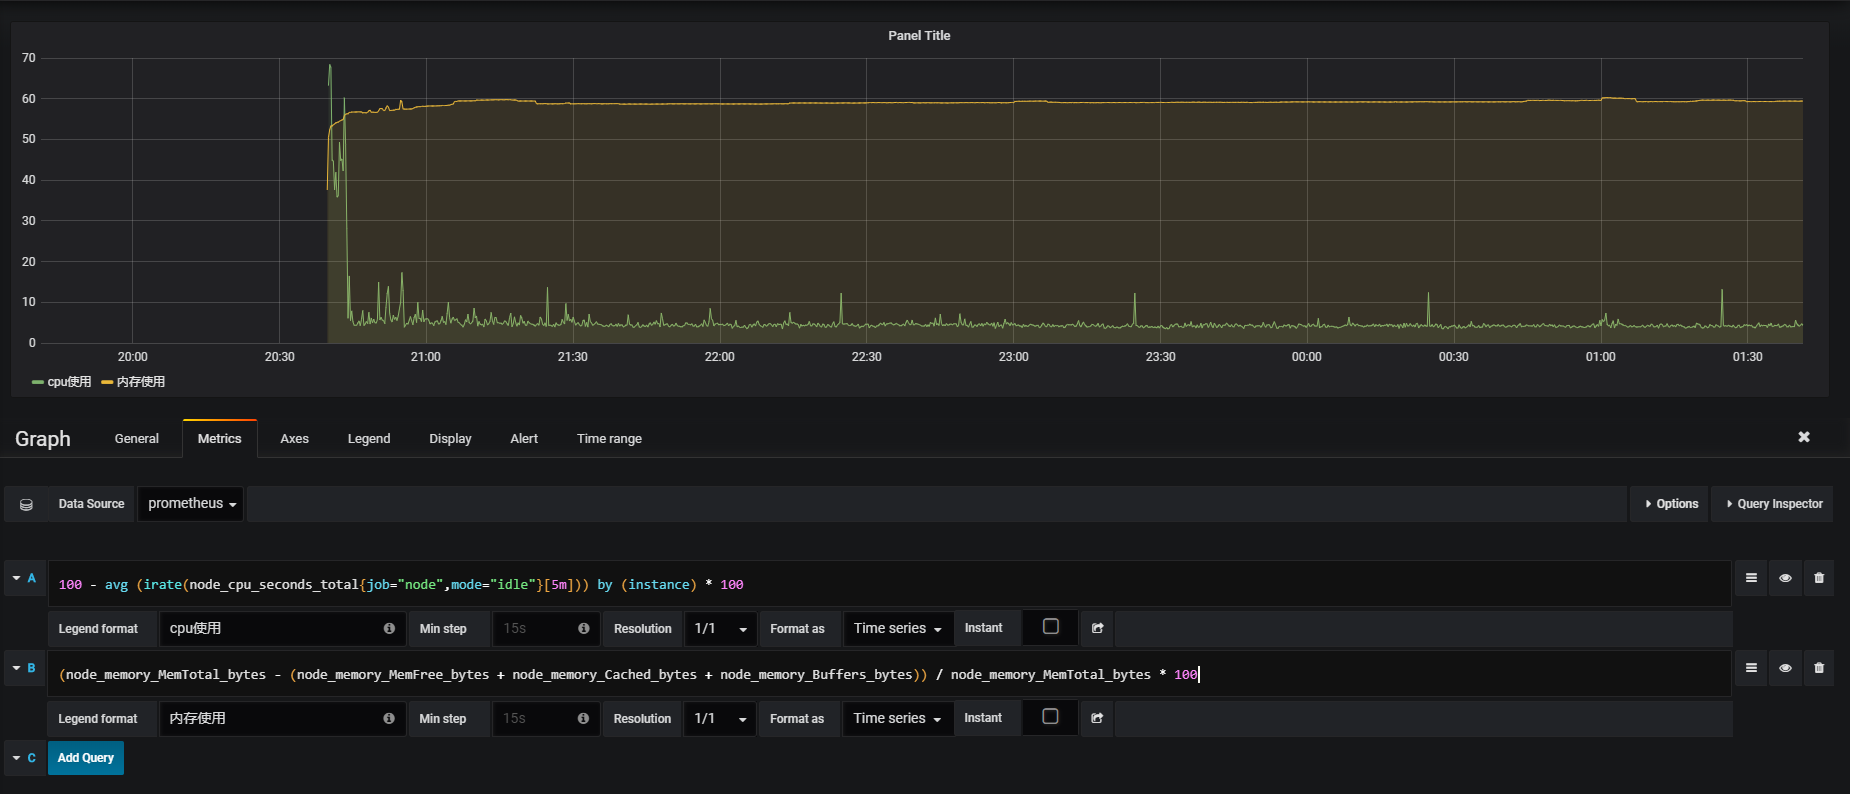 Panel Title
70
60
50
40
30
20
10
0
20:00 20:30 21:00 21:30 22:00 22:30 23:00 23:30 00:00 00:30 01:00 01:30
cpu使用 内存使用
Graph General Metrics Axes Legend Display Alert Time range
Data Source prometheus Options Query Inspector
A 100 - avg (irate(node_cpu_seconds_total{job="node",mode="idle"}[5m])) by (instance) * 100
Legend format cpu使用 Min step 15s Resolution 1/1 Format as Time series Instant
B (node_memory_MemTotal_bytes - (node_memory_MemFree_bytes + node_memory_Cached_bytes + node_memory_Buffers_bytes)) / node_memory_MemTotal_bytes * 100
Legend format 内存使用 Min step 15s Resolution 1/1 Format as Time series Instant
C Add Query